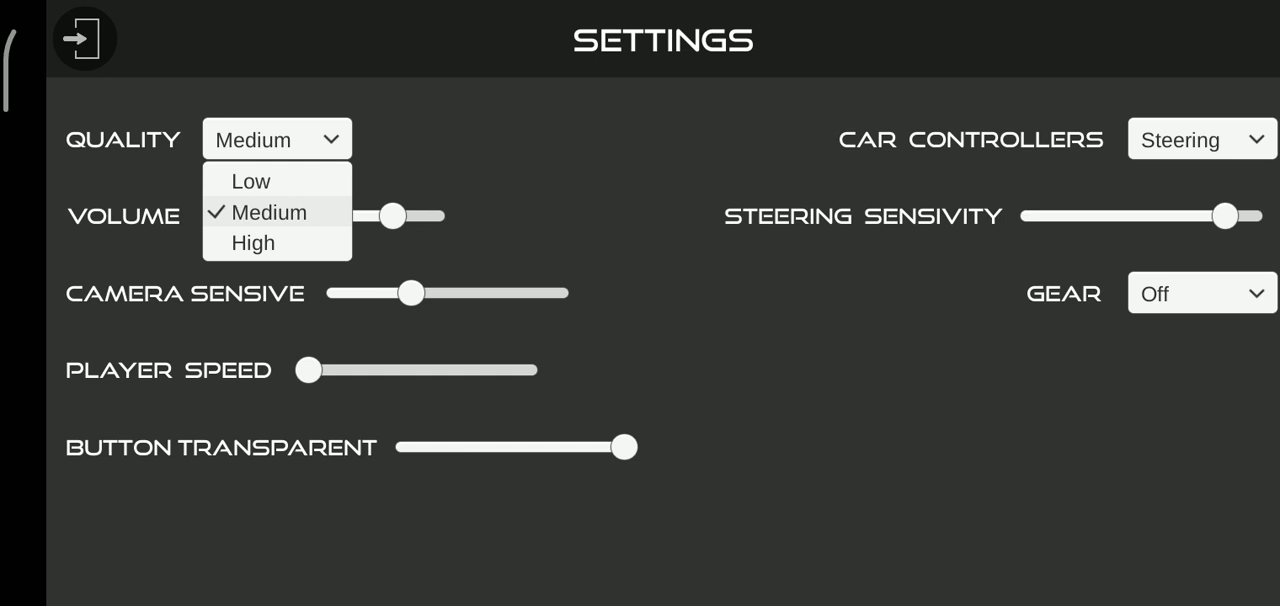 SETTINGS
QUALITY Medium
Low
Medium
High
VOLUME
CAMERA SENSIVE
PLAYER SPEED
BUTTON TRANSPARENT
CAR CONTROLLERS Steering
STEERING SENSIVITY
GEAR Off